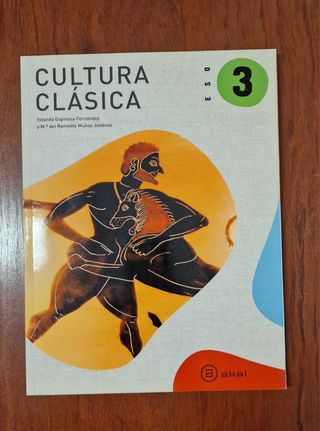 CULTURA
CLÁSICA
Yolanda Espinosa Fernández
y M.ª del Remedio Muñoz Jiménez
ESO
3
akal